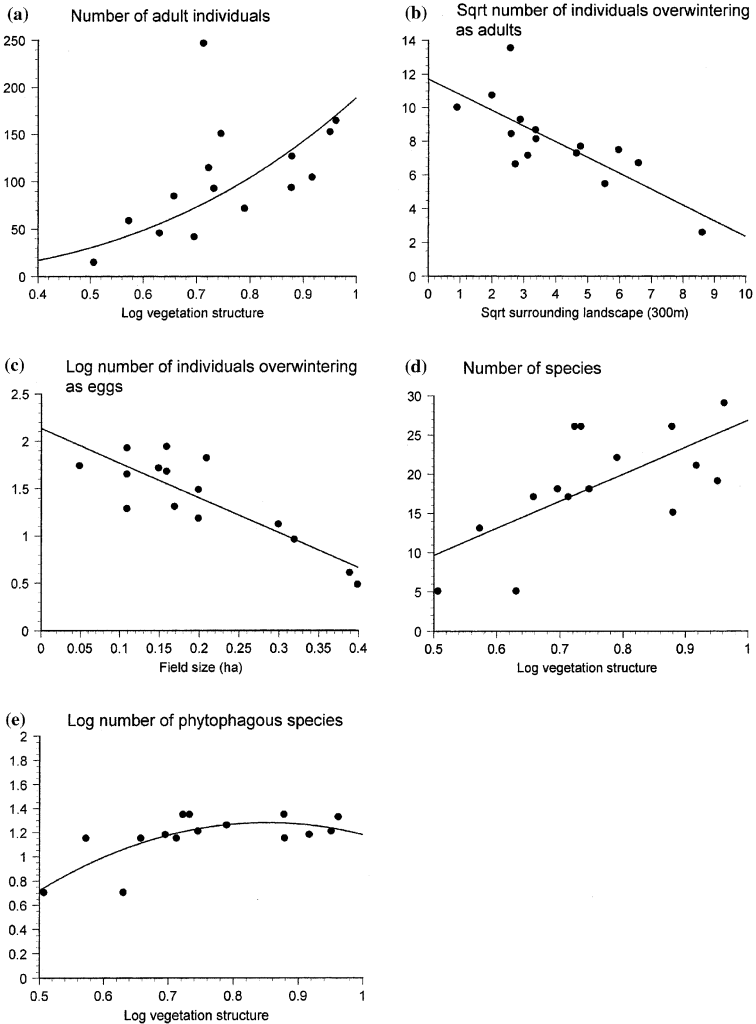 (a) Number of adult individuals
250
200
150
100
50
0
0.4 0.5 0.6 0.7 0.8 0.9 1
Log vegetation structure
(b) Sqrt number of individuals overwintering
as adults
14
12
10
8
6
4
2
0
0 1 2 3 4 5 6 7 8 9 10
Sqrt surrounding landscape (300m)
(c) Log number of individuals overwintering
as eggs
2.5
2
1.5
1
0.5
0
0 0.05 0.1 0.15 0.2 0.25 0.3 0.35 0.4
Field size (ha)
(d) Number of species
30
25
20
15
10
5
0
0.5 0.6 0.7 0.8 0.9 1
Log vegetation structure
(e) Log number of phytophagous species
2
1.8
1.6
1.4
1.2
1
0.8
0.6
0.4
0.2
0
0.5 0.6 0.7 0.8 0.9 1
Log vegetation structure